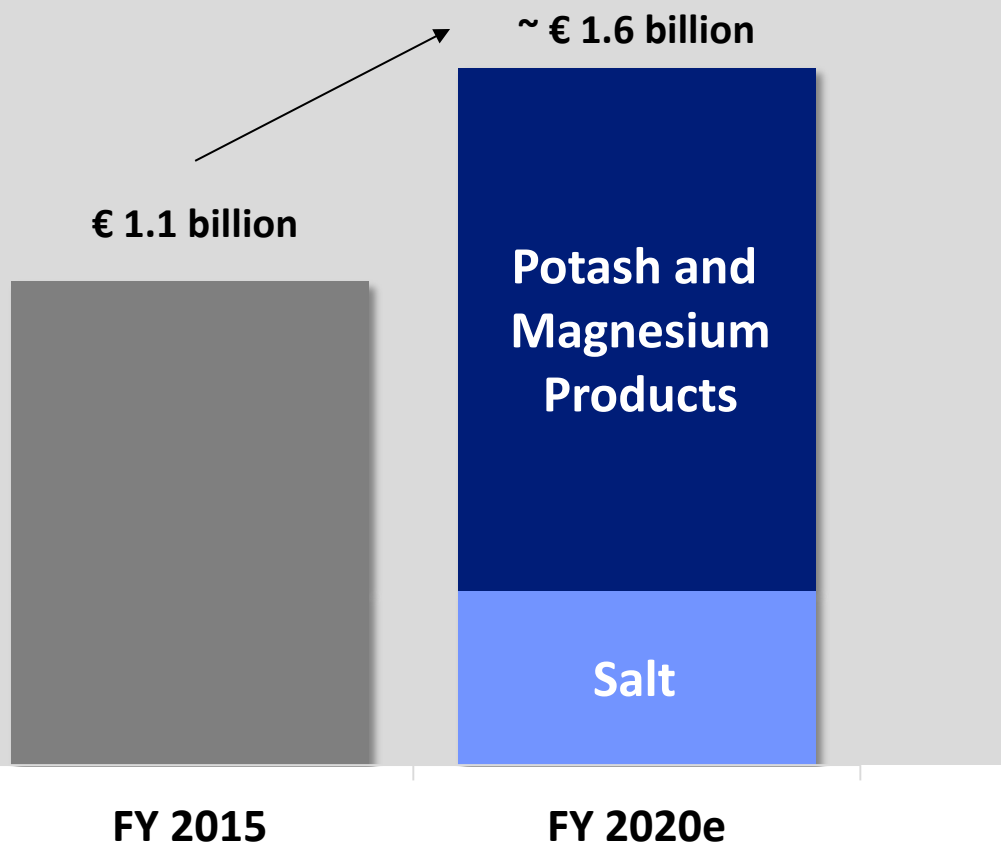 ~ € 1.6 billion
€ 1.1 billion
Potash and
Magnesium
Products
Salt
FY 2015
FY 2020e